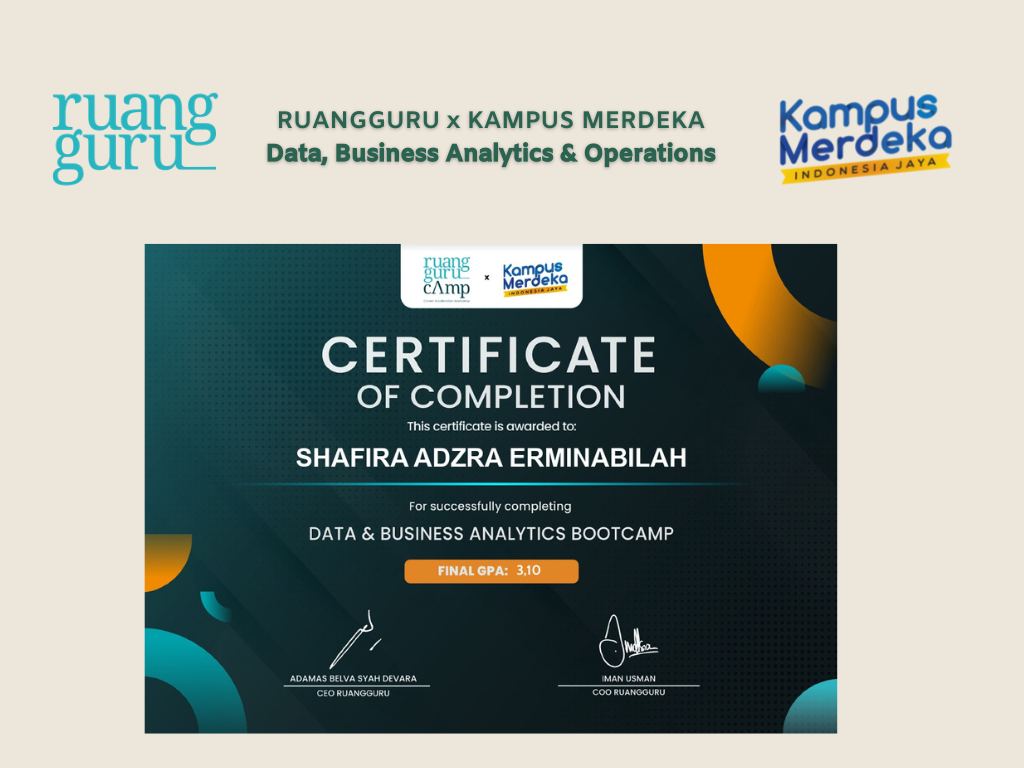 ruang
guru
RUANGGURU x KAMPUS MERDEKA
Data, Business Analytics & Operations
Kampus
Merdeka
INDONESIA JAYA
ruang
guru
cΛmp
x
Kampus
Merdeka
INDONESIA JAYA
CERTIFICATE
OF COMPLETION
This certificate is awarded to:
SHAFIRA ADZRA ERMINABILAH
For successfully completing
DATA & BUSINESS ANALYTICS BOOTCAMP
FINAL GPA: 3,10
ADAMAS BELVA SYAH DEVARA
CEO RUANGGURU
IMAN USMAN
COO RUANGGURU